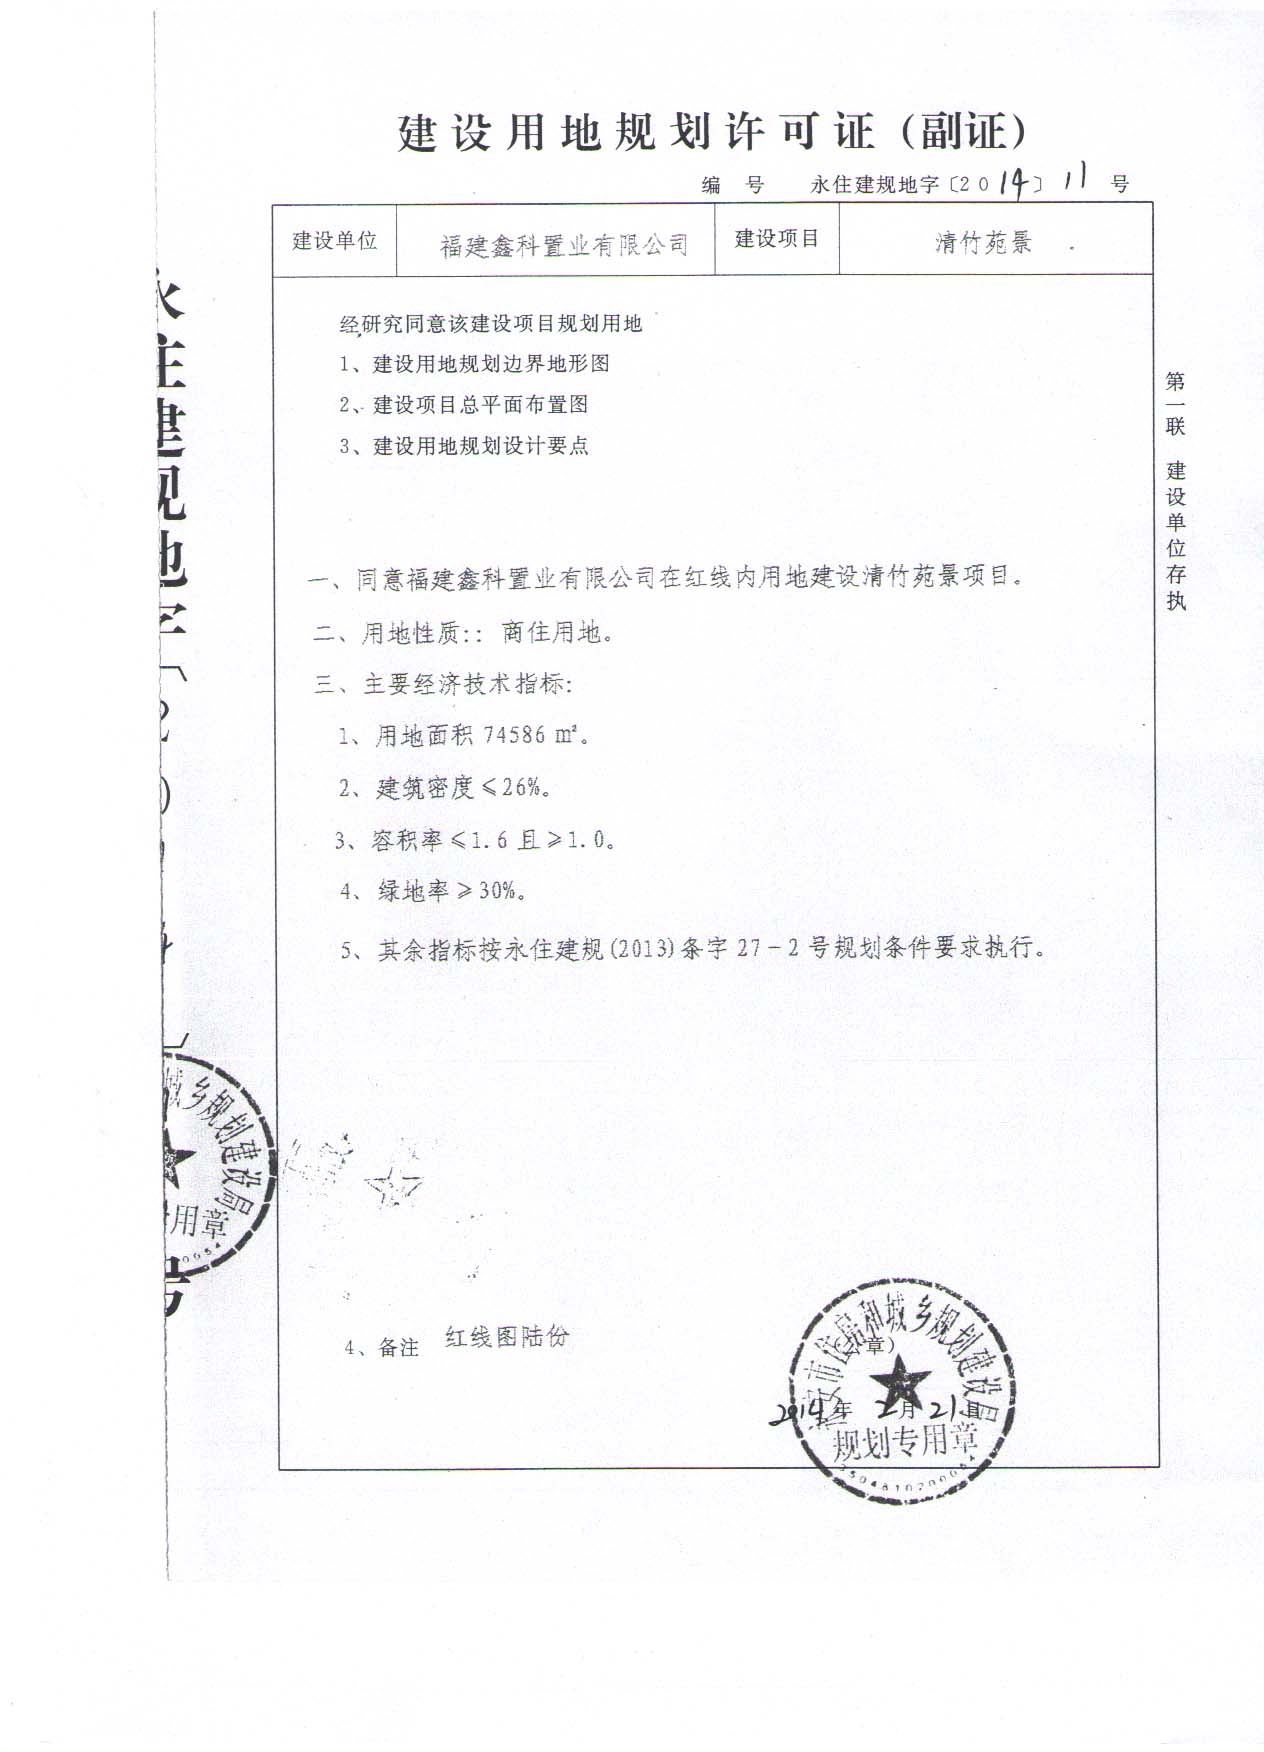 建设用地规划许可证(副证)
编 号 永住建规地字〔2014〕11 号
建设单位 福建鑫科置业有限公司 建设项目 清竹苑景
经研究同意该建设项目规划用地
1、建设用地规划边界地形图
2、建设项目总平面布置图
3、建设用地规划设计要点
一、同意福建鑫科置业有限公司在红线内用地建设清竹苑景项目。
二、用地性质:: 商住用地。
三、主要经济技术指标:
1、用地面积 74586 ㎡。
2、建筑密度≤26%。
3、容积率≤1.6 且≥1.0。
4、绿地率≥30%。
5、其余指标按永住建规(2013)条字 27-2 号规划条件要求执行。
4、备注 红线图陆份
章)
2014年 2月 21日
安市住房和城乡规划建设局
规划专用章
第一联 建设单位存执
永住建规地字〔2014〕
城乡规划建设局
专用章
号